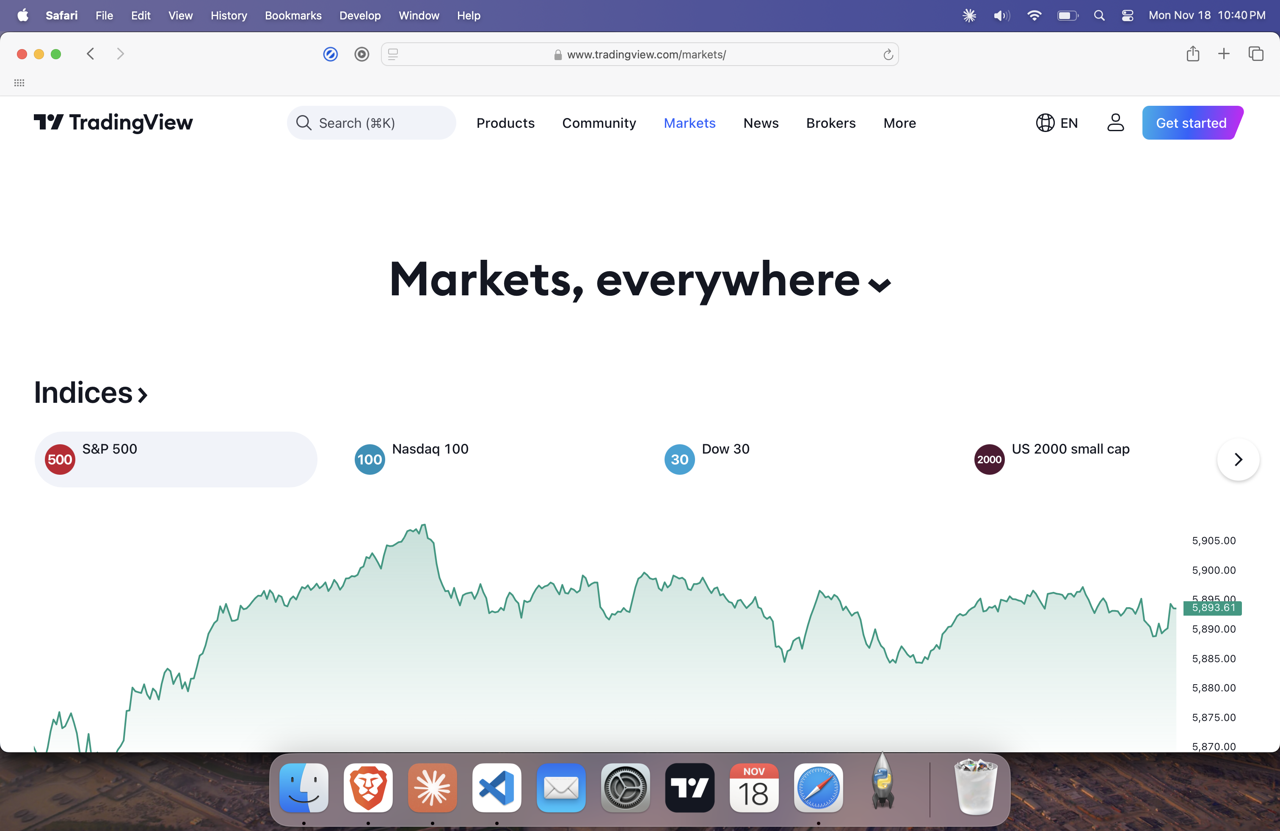 Safari File Edit View History Bookmarks Develop Window Help Mon Nov 18 10:40 PM
www.tradingview.com/markets/
TradingView Search (⌘K) Products Community Markets News Brokers More EN Get started
Markets, everywhere
Indices
500 S&P 500 100 Nasdaq 100 30 Dow 30 2000 US 2000 small cap
5,905.00
5,900.00
5,895.00
5,893.61
5,890.00
5,885.00
5,880.00
5,875.00
5,870.00
NOV
18